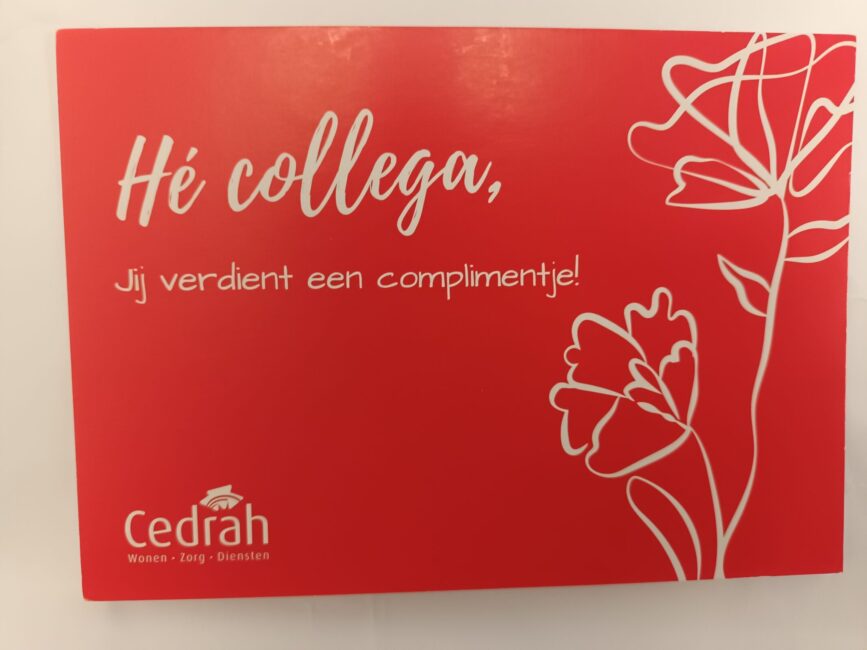 Hé collega,
Jij verdient een complimentje!
Cedrah
Wonen • Zorg • Diensten